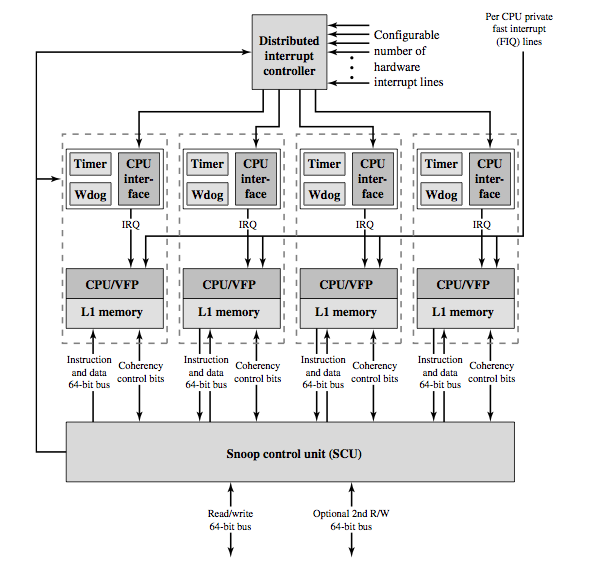 Distributed
interrupt
controller
Configurable
number of
hardware
interrupt lines
Per CPU private
fast interrupt
(FIQ) lines
Timer
Wdog
CPU
inter-
face
Timer
Wdog
CPU
inter-
face
Timer
Wdog
CPU
inter-
face
Timer
Wdog
CPU
inter-
face
IRQ
IRQ
IRQ
IRQ
CPU/VFP
L1 memory
CPU/VFP
L1 memory
CPU/VFP
L1 memory
CPU/VFP
L1 memory
Instruction
and data
64-bit bus
Coherency
control bits
Instruction
and data
64-bit bus
Coherency
control bits
Instruction
and data
64-bit bus
Coherency
control bits
Instruction
and data
64-bit bus
Coherency
control bits
Snoop control unit (SCU)
Read/write
64-bit bus
Optional 2nd R/W
64-bit bus